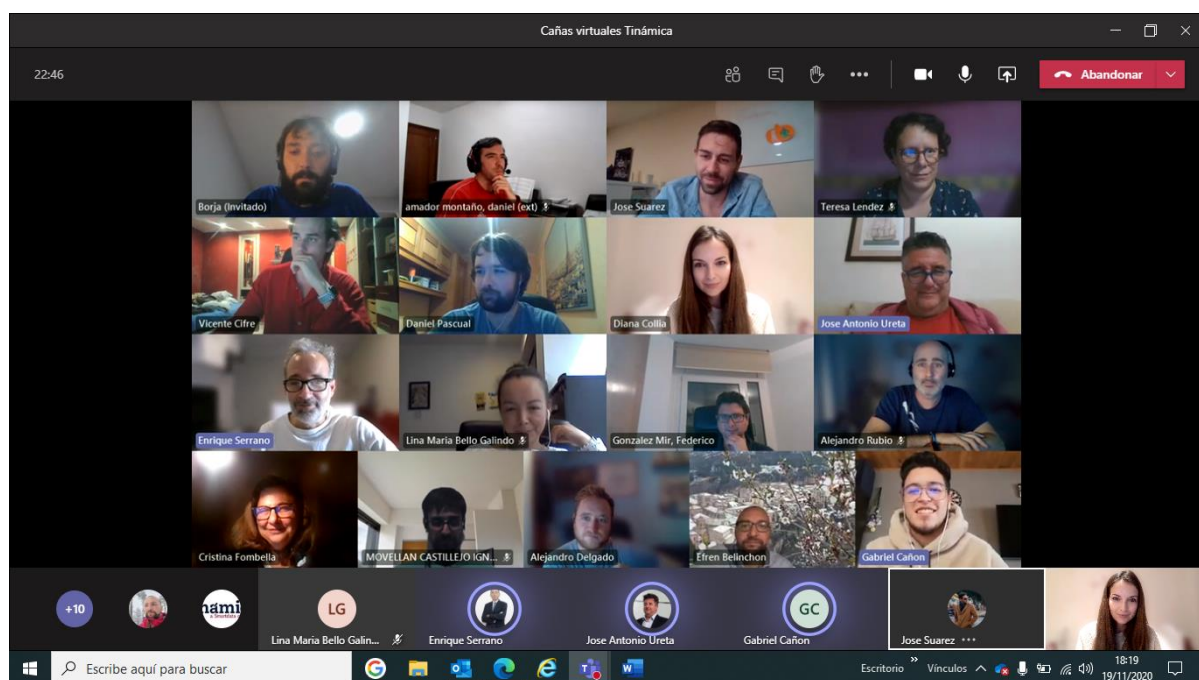 Cañas virtuales Tinámica
22:46
Abandonar
Borja (Invitado)
amador montaño, daniel (ext)
Jose Suarez
Teresa Lendez
Vicente Cifre
Daniel Pascual
Diana Collia
Jose Antonio Ureta
Enrique Serrano
Lina Maria Bello Galindo
Gonzalez Mir, Federico
Alejandro Rubio
Cristina Fombella
MOVELLAN CASTILLEJO IGN...
Alejandro Delgado
Efren Belinchon
Gabriel Cañon
+10
námi
LG
GC
Lina Maria Bello Galin...
Enrique Serrano
Jose Antonio Ureta
Gabriel Cañon
Jose Suarez
Escribe aquí para buscar
Escritorio
Vínculos
18:19
19/11/2020